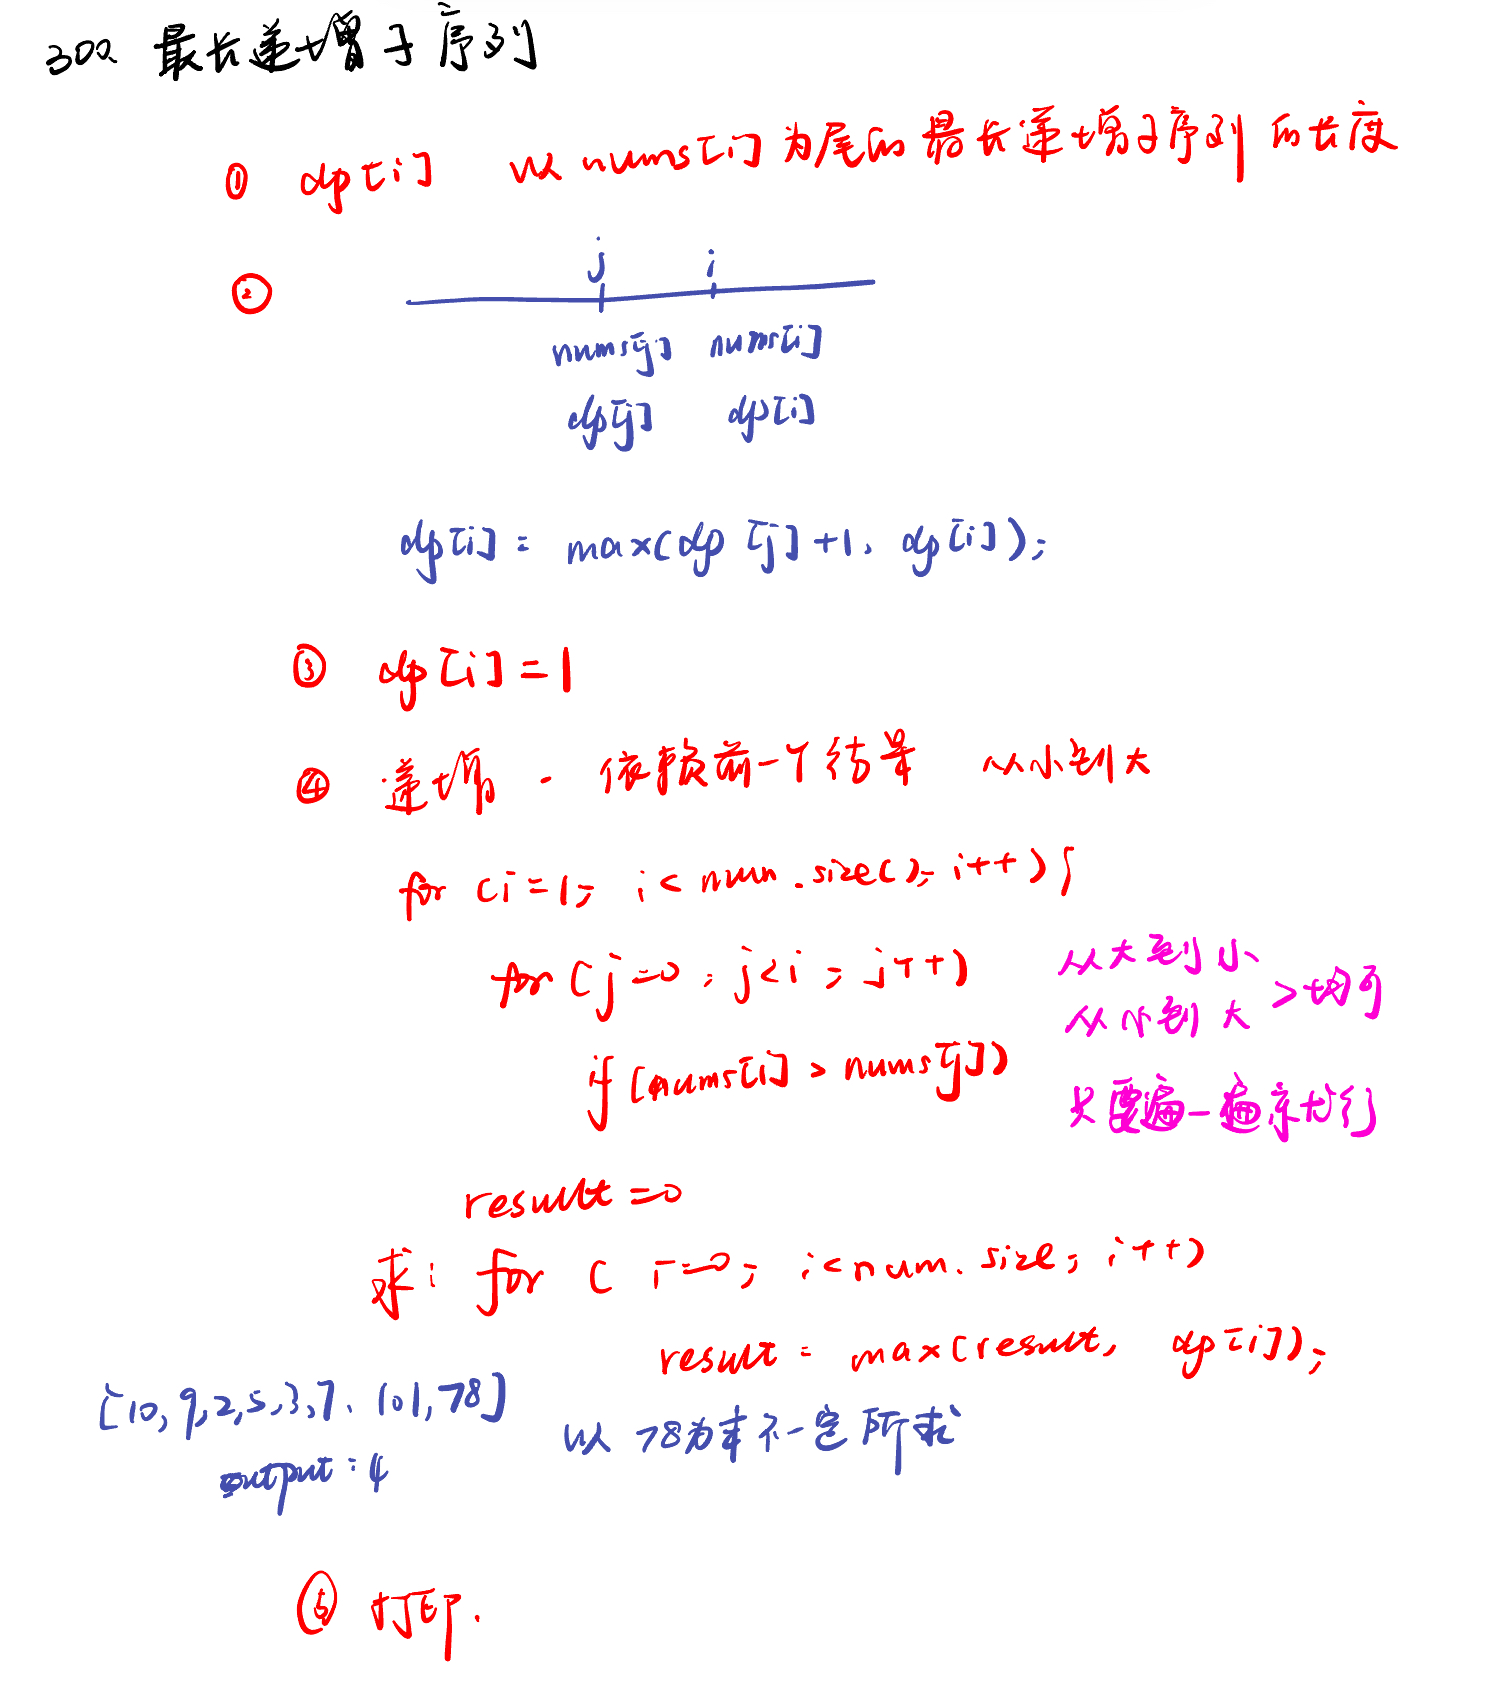 300. 最长递增子序列
① dp[i] 以nums[i]为尾的最长递增子序列的长度
②
j i
nums[j] nums[i]
dp[j] dp[i]
dp[i] = max(dp[j]+1, dp[i]);
③ dp[i]=1
④ 递增. 依赖前一个结果 从小到大
for (i=1; i<num.size(); i++){
for(j=0; j<i; j++) 从大到小
从小到大 >均可
if(nums[i]>nums[j])
只要遍一遍就行
result=0
求: for( i=0; i<num.size; i++)
result = max(result, dp[i]);
[10,9,2,5,3,7,101,78]
以78为末不一定所求
output:4
⑤ 打印.